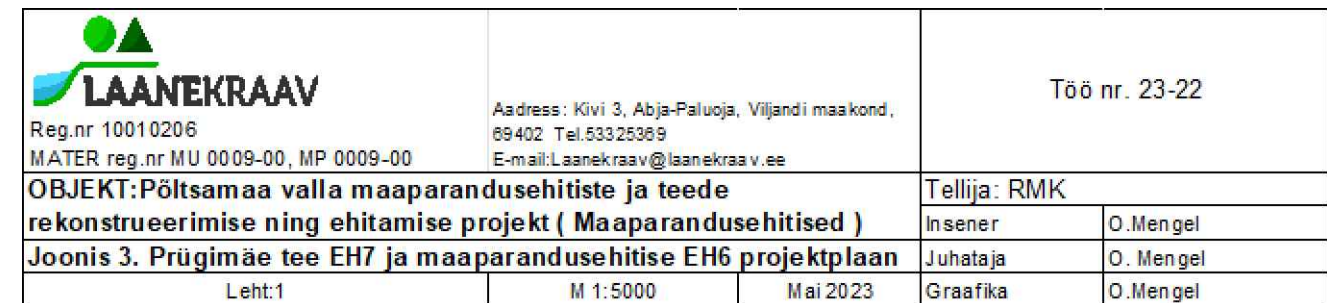 LAANEKRAAV
Reg.nr 10010206
MATER reg.nr MU 0009-00, MP 0009-00
Aadress: Kivi 3, Abja-Paluoja, Viljandi maakond,
69402 Tel.53325369
E-mail:Laanekraav@laanekraav.ee
Töö nr. 23-22
OBJEKT:Põltsamaa valla maaparandusehitiste ja teede
rekonstrueerimise ning ehitamise projekt ( Maaparandusehitised )
Tellija: RMK
Insener O.Mengel
Joonis 3. Prügimäe tee EH7 ja maaparandusehitise EH6 projektplaan
Juhataja O. Mengel
Leht:1 M 1:5000 Mai 2023 Graafika O.Mengel